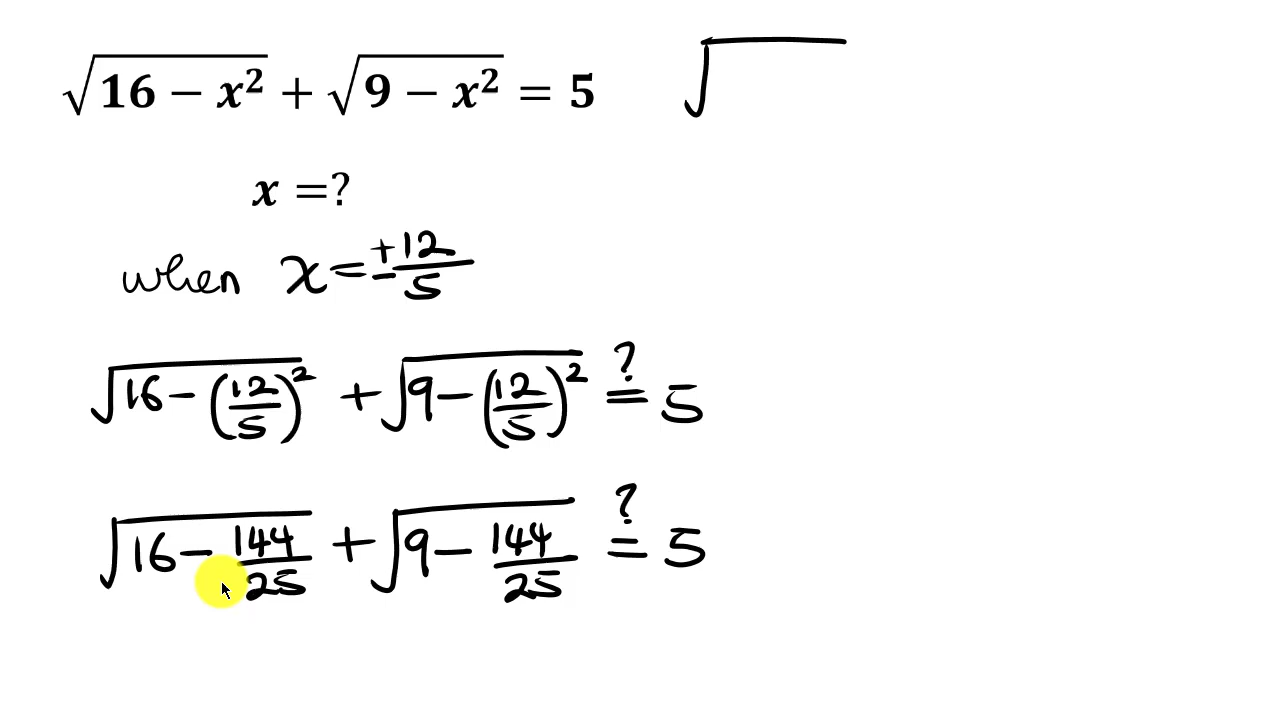 √(16 − x²) + √(9 − x²) = 5 √
x =?
when x = ±12/5
√(16 − (12/5)²) + √(9 − (12/5)²) ?= 5
√(16 − 144/25) + √(9 − 144/25) ?= 5